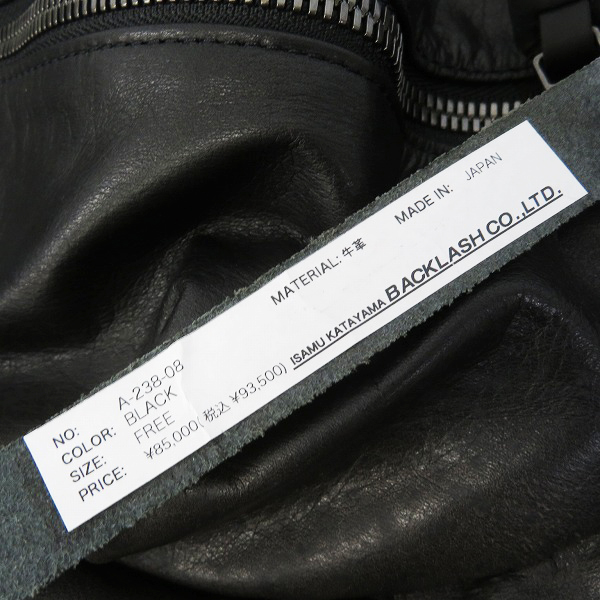 NO: A-238-08
COLOR: BLACK
SIZE: FREE
PRICE: ¥85,000(税込 ¥93,500)
MATERIAL: 牛革 MADE IN: JAPAN
ISAMU KATAYAMA BACKLASH CO.,LTD.